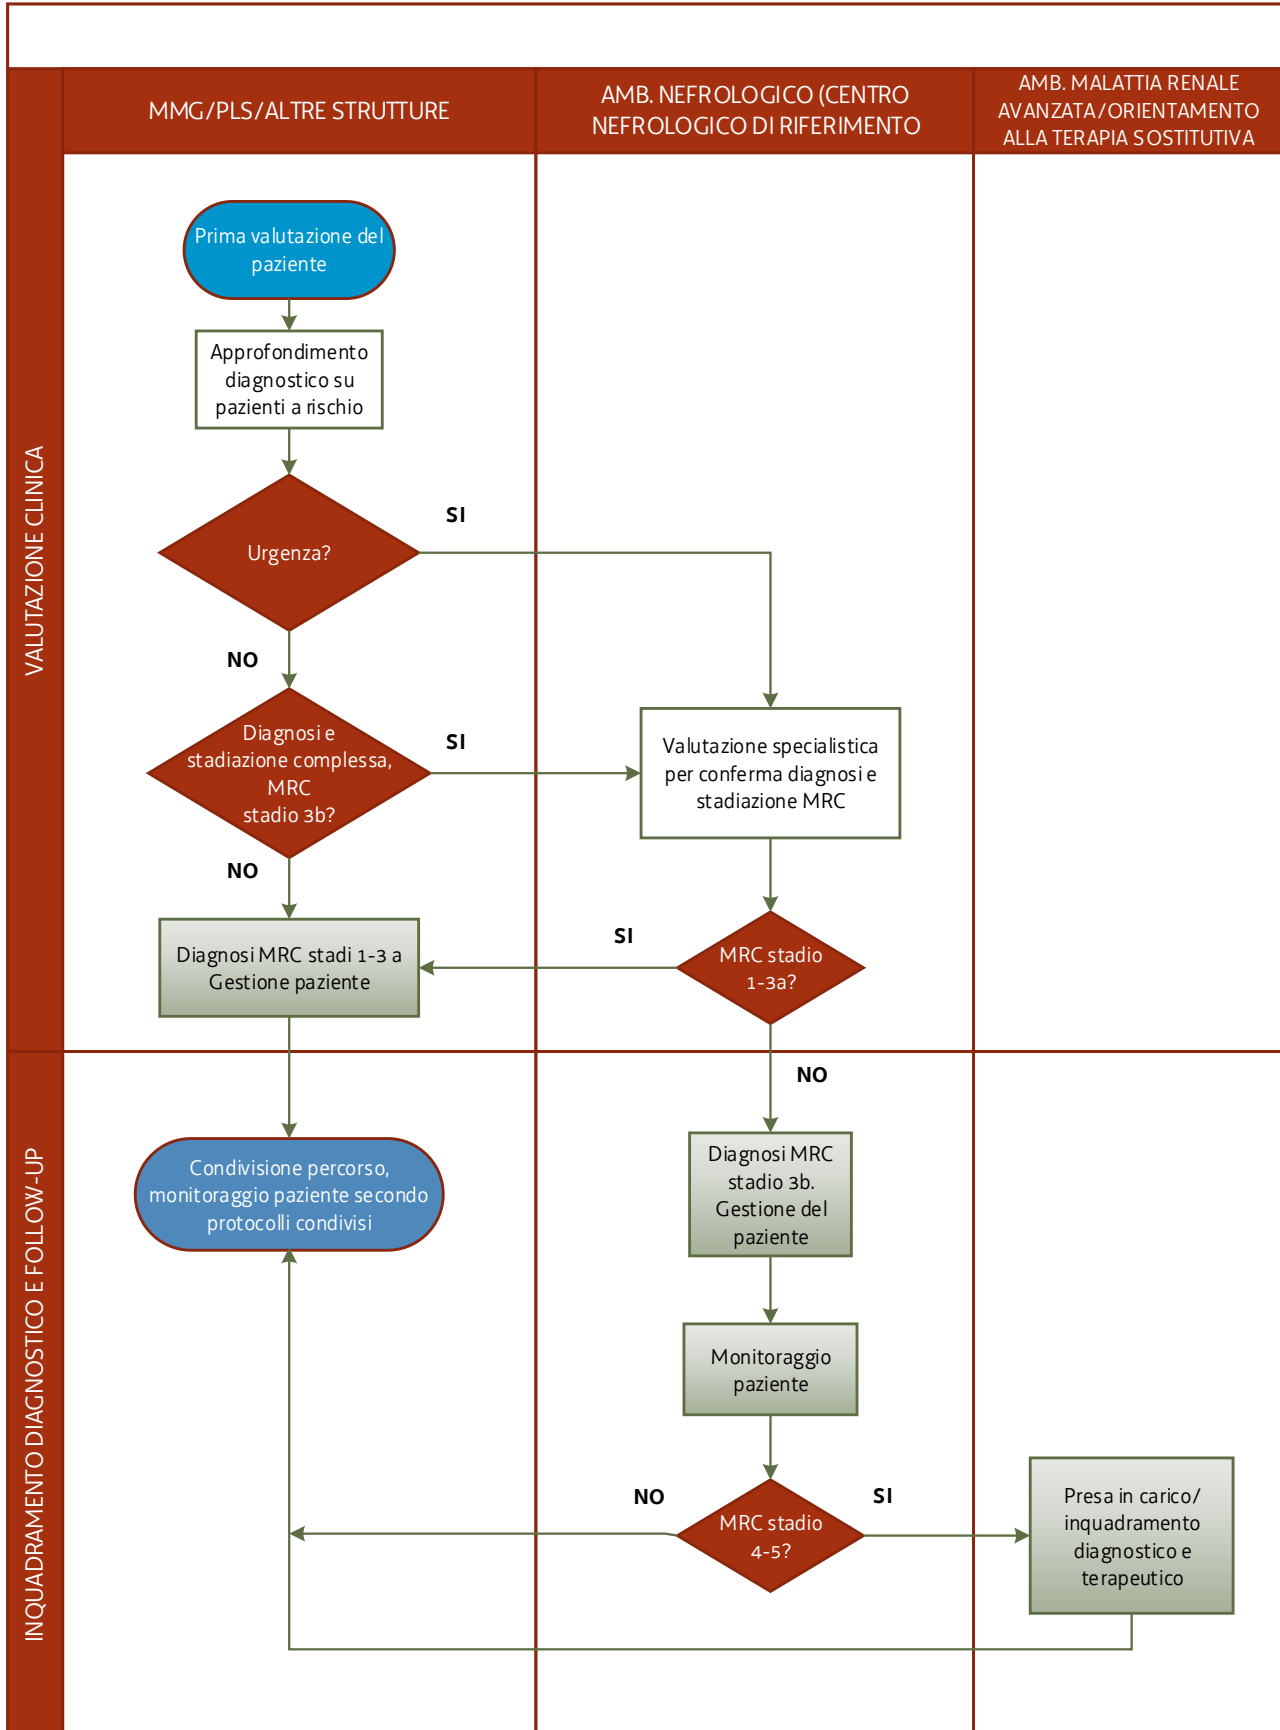 MMG/PLS/ALTRE STRUTTURE
AMB. NEFROLOGICO (CENTRO
NEFROLOGICO DI RIFERIMENTO
AMB. MALATTIA RENALE
AVANZATA/ORIENTAMENTO
ALLA TERAPIA SOSTITUTIVA
VALUTAZIONE CLINICA
Prima valutazione del
paziente
Approfondimento
diagnostico su
pazienti a rischio
Urgenza?
SI
NO
Diagnosi e
stadiazione complessa,
MRC
stadio 3b?
SI
Valutazione specialistica
per conferma diagnosi e
stadiazione MRC
NO
Diagnosi MRC stadi 1-3 a
Gestione paziente
SI
MRC stadio
1-3a?
INQUADRAMENTO DIAGNOSTICO E FOLLOW-UP
NO
Condivisione percorso,
monitoraggio paziente secondo
protocolli condivisi
Diagnosi MRC
stadio 3b.
Gestione del
paziente
Monitoraggio
paziente
NO
MRC stadio
4-5?
SI
Presa in carico/
inquadramento
diagnostico e
terapeutico